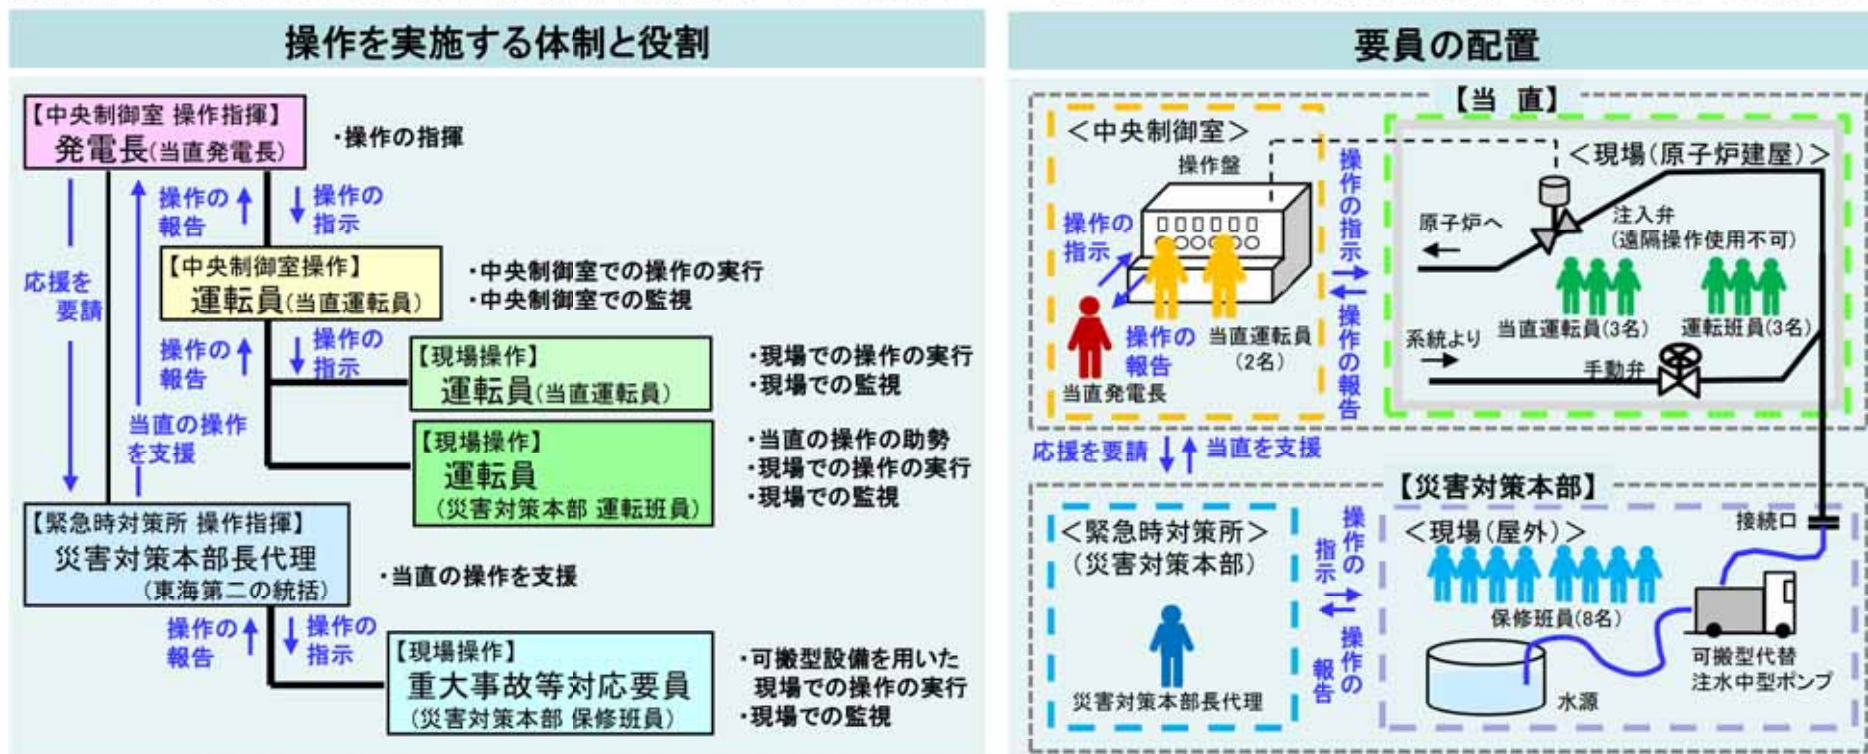 操作を実施する体制と役割
【中央制御室 操作指揮】
発電長(当直発電長)
・操作の指揮
操作の
報告
操作の
指示
応援を
要請
【中央制御室操作】
運転員(当直運転員)
・中央制御室での操作の実行
・中央制御室での監視
操作の
報告
操作の
指示
【現場操作】
運転員(当直運転員)
・現場での操作の実行
・現場での監視
当直の操作
を支援
【現場操作】
運転員
(災害対策本部 運転班員)
・当直の操作の助勢
・現場での操作の実行
・現場での監視
【緊急時対策所 操作指揮】
災害対策本部長代理
(東海第二の統括)
・当直の操作を支援
操作の
報告
操作の
指示
【現場操作】
重大事故等対応要員
(災害対策本部 保修班員)
・可搬型設備を用いた
現場での操作の実行
・現場での監視
要員の配置
【当 直】
<中央制御室>
操作盤
操作の
指示
操作の
報告
当直発電長
当直運転員
(2名)
操作の指示
操作の報告
<現場(原子炉建屋)>
原子炉へ
注入弁
(遠隔操作使用不可)
当直運転員(3名)
運転班員(3名)
系統より
手動弁
応援を要請
当直を支援
【災害対策本部】
<緊急時対策所>
(災害対策本部)
災害対策本部長代理
操作の
指示
操作の
報告
<現場(屋外)>
接続口
保修班員(8名)
可搬型代替
注水中型ポンプ
水源